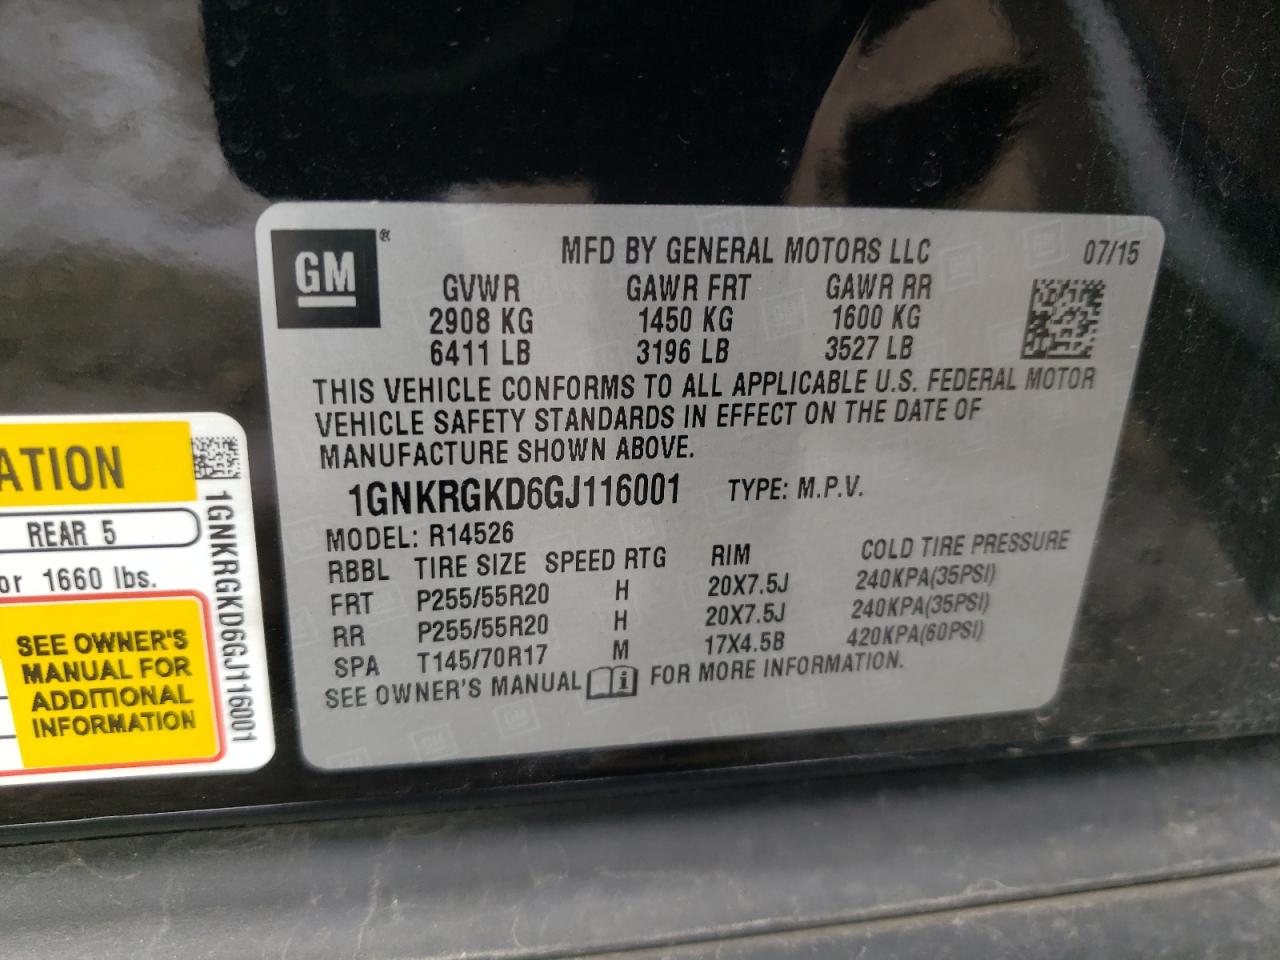 GM ®
MFD BY GENERAL MOTORS LLC 07/15
GVWR GAWR FRT GAWR RR
2908 KG 1450 KG 1600 KG
6411 LB 3196 LB 3527 LB
THIS VEHICLE CONFORMS TO ALL APPLICABLE U.S. FEDERAL MOTOR
VEHICLE SAFETY STANDARDS IN EFFECT ON THE DATE OF
MANUFACTURE SHOWN ABOVE.
1GNKRGKD6GJ116001 TYPE: M.P.V.
MODEL: R14526
RBBL TIRE SIZE SPEED RTG RIM COLD TIRE PRESSURE
FRT P255/55R20 H 20X7.5J 240KPA(35PSI)
RR P255/55R20 H 20X7.5J 240KPA(35PSI)
SPA T145/70R17 M 17X4.5B 420KPA(60PSI)
SEE OWNER'S MANUAL i FOR MORE INFORMATION.
ATION
REAR 5
or 1660 lbs.
SEE OWNER'S
MANUAL FOR
ADDITIONAL
INFORMATION
1GNKRGKD6GJ116001